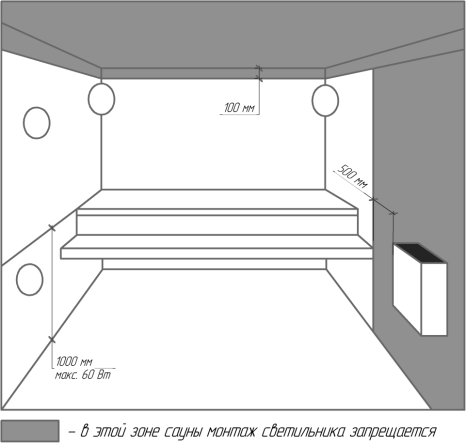 100 мм
500 мм
1000 мм
макс. 60 Вт
- в этой зоне сауны монтаж светильника запрещается